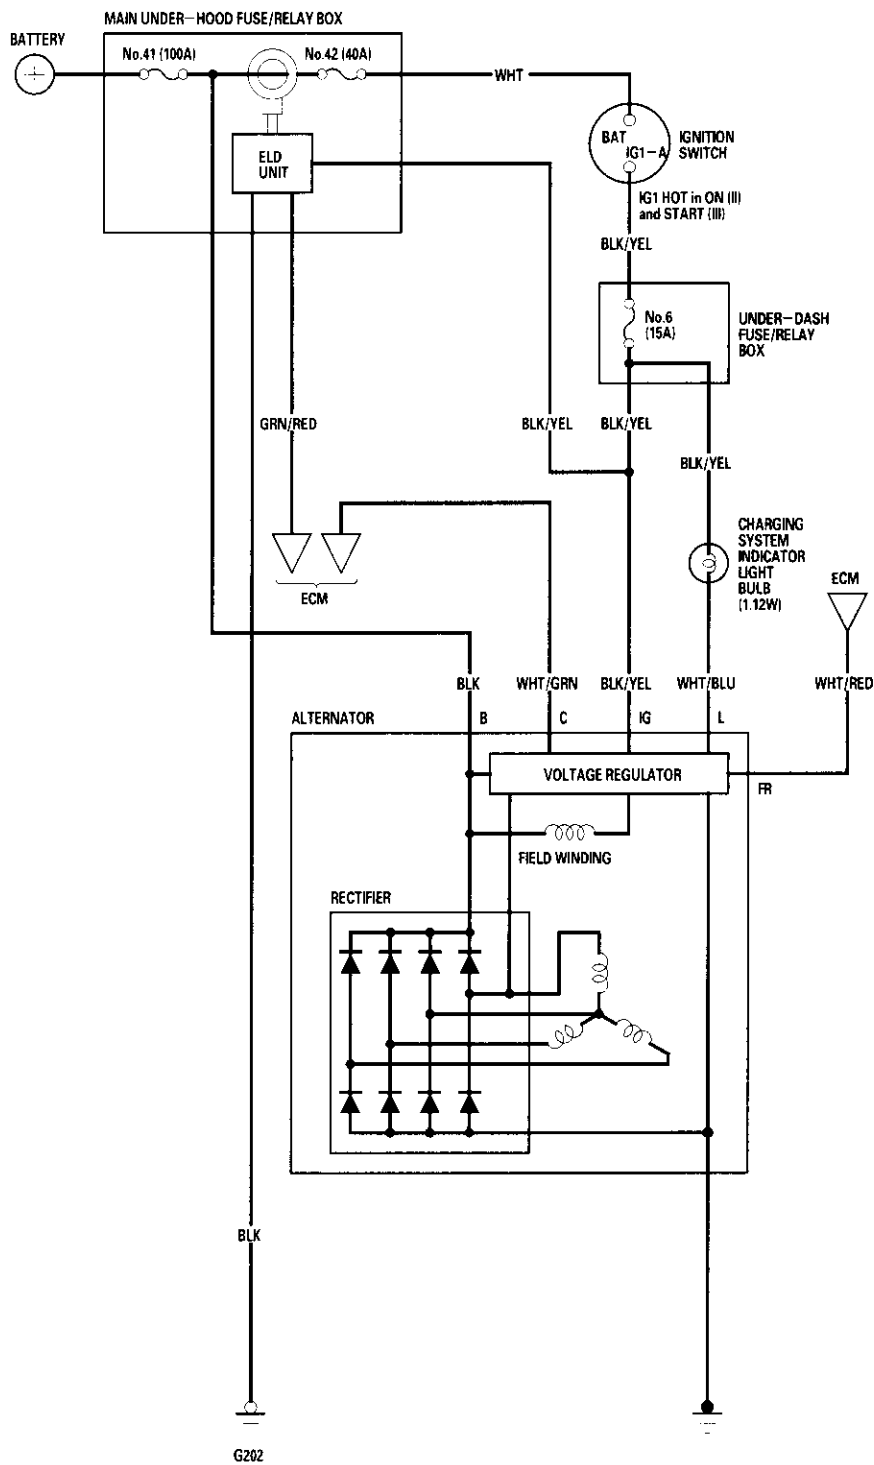 MAIN UNDER-HOOD FUSE/RELAY BOX
BATTERY
No.41 (100A)
No.42 (40A)
WHT
BAT
IG1-A
IGNITION
SWITCH
ELD
UNIT
IG1 HOT in ON (II)
and START (III)
BLK/YEL
No.6
(15A)
UNDER-DASH
FUSE/RELAY
BOX
GRN/RED
BLK/YEL
BLK/YEL
BLK/YEL
CHARGING
SYSTEM
INDICATOR
LIGHT
BULB
(1.12W)
ECM
ECM
BLK
WHT/GRN
BLK/YEL
WHT/BLU
WHT/RED
ALTERNATOR
B
C
IG
L
VOLTAGE REGULATOR
FR
FIELD WINDING
RECTIFIER
BLK
G202